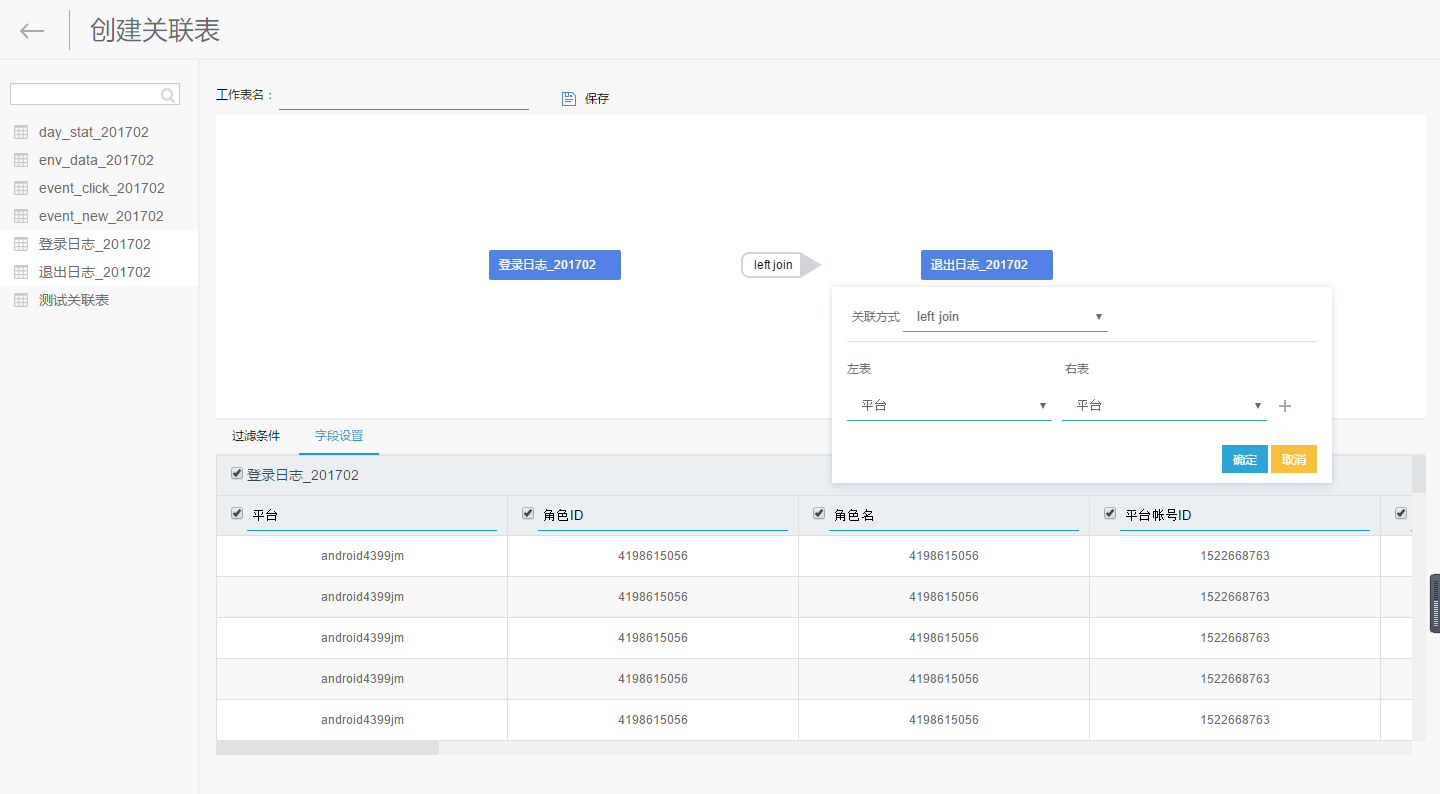 创建关联表
工作表名：
保存
day_stat_201702
env_data_201702
event_click_201702
event_new_201702
登录日志_201702
退出日志_201702
测试关联表
登录日志_201702 left join 退出日志_201702
关联方式 left join
左表 右表
平台 平台
确定 取消
过滤条件 字段设置
登录日志_201702
平台 角色ID 角色名 平台帐号ID
android4399jm 4198615056 4198615056 1522668763
android4399jm 4198615056 4198615056 1522668763
android4399jm 4198615056 4198615056 1522668763
android4399jm 4198615056 4198615056 1522668763
android4399jm 4198615056 4198615056 1522668763